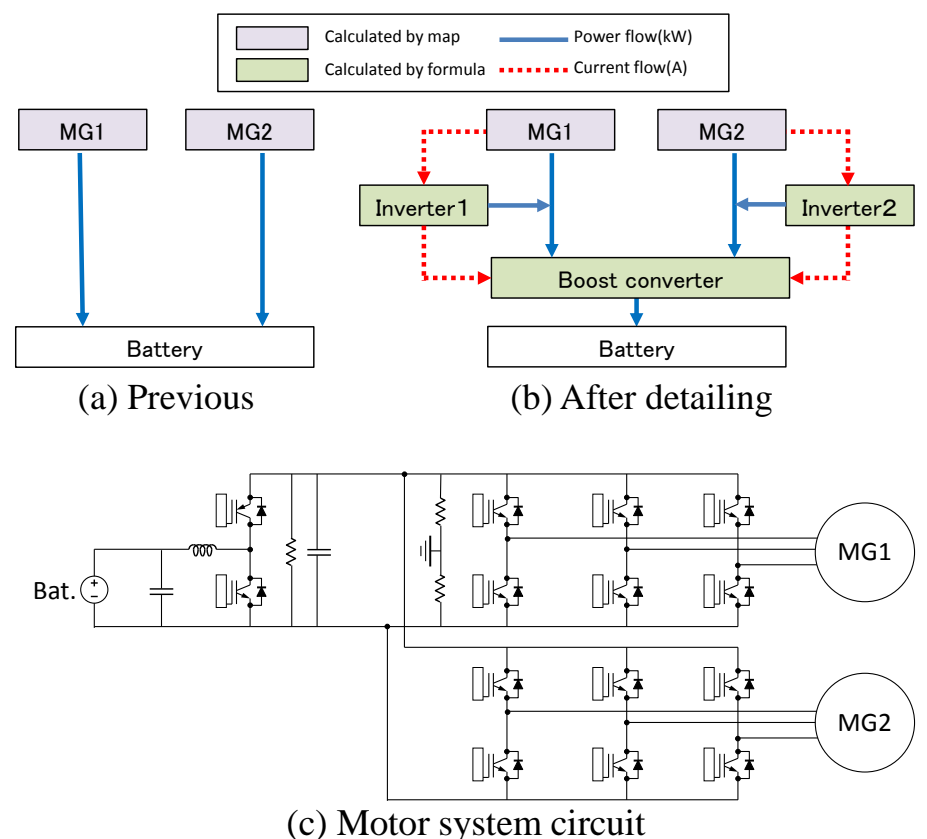 Calculated by map
Power flow(kW)
Calculated by formula
Current flow(A)
MG1
MG2
Battery
(a) Previous
MG1
MG2
Inverter1
Inverter2
Boost converter
Battery
(b) After detailing
Bat.
+
−
MG1
MG2
(c) Motor system circuit